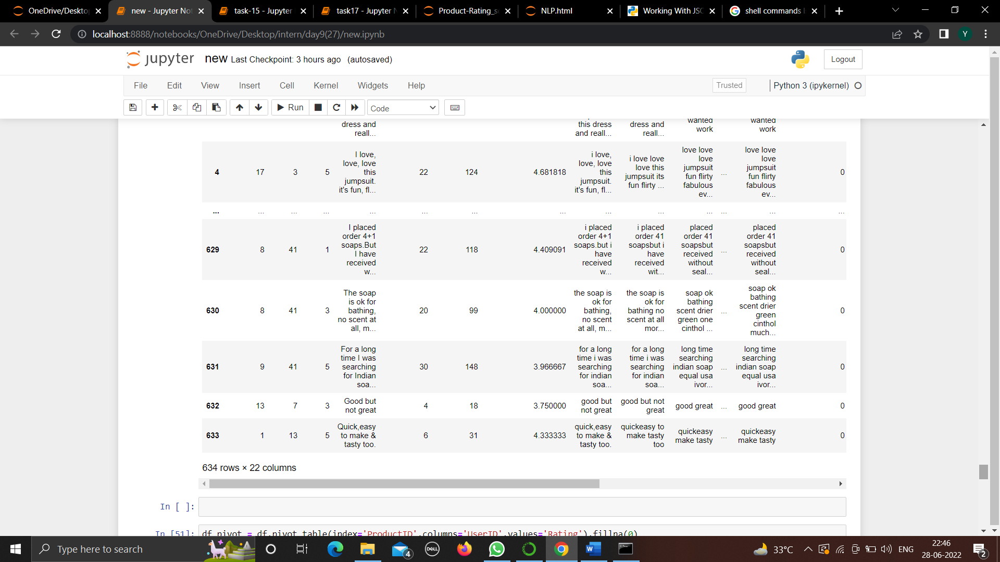 OneDrive/Deskto
new - Jupyter Not
task-15 - Jupyter
task17 - Jupyter N
Product-Rating_s
NLP.html
Working With JSO
shell commands
localhost:8888/notebooks/OneDrive/Desktop/intern/day9(27)/new.ipynb
Y
jupyter new Last Checkpoint: 3 hours ago (autosaved)
Logout
File Edit View Insert Cell Kernel Widgets Help
Trusted
Python 3 (ipykernel)
Run
Code
dress and this dress dress and wanted wanted
reall... and reall... reall... work work
4 17 3 5 I love, love, love this jumpsuit. it's fun, fl... 22 124 4.681818 i love, love, love this jumpsuit. it's fun, fl... i love love love this jumpsuit its fun flirty ... love love love jumpsuit fun flirty fabulous ev... ... love love love jumpsuit fun flirty fabulous ev... 0
... ... ... ... ... ... ... ... ... ... ... ... ... ...
629 8 41 1 I placed order 4+1 soaps.But I have received w... 22 118 4.409091 i placed order 4+1 soaps.but i have received w... i placed order 41 soapsbut i have received wit... placed order 41 soapsbut received without seal... ... placed order 41 soapsbut received without seal... 0
630 8 41 3 The soap is ok for bathing, no scent at all, m... 20 99 4.000000 the soap is ok for bathing, no scent at all, m... the soap is ok for bathing no scent at all mor... soap ok bathing scent drier green one cinthol ... ... soap ok bathing scent drier green cinthol much... 0
631 9 41 5 For a long time I was searching for Indian soa... 30 148 3.966667 for a long time i was searching for indian soa... for a long time i was searching for indian soa... long time searching indian soap equal usa ivor... ... long time searching indian soap equal usa ivor... 0
632 13 7 3 Good but not great 4 18 3.750000 good but not great good but not great good great ... good great 0
633 1 13 5 Quick,easy to make & tasty too. 6 31 4.333333 quick,easy to make & tasty too. quickeasy to make tasty too quickeasy make tasty ... quickeasy make tasty 0
634 rows × 22 columns
In [ ]:
In [51]: df_pivot = df.pivot_table(index='ProductID',columns='UserID',values='Rating').fillna(0)
Type here to search
4
DELL
W
33°C
ENG
22:46
28-06-2022
2